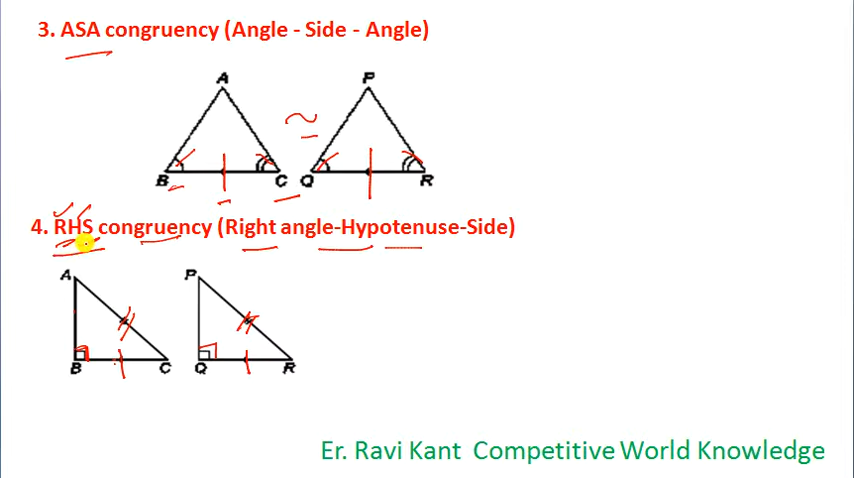 3. ASA congruency (Angle - Side - Angle)
A P
≅
B C Q R
4. RHS congruency (Right angle-Hypotenuse-Side)
A P
B C Q R
Er. Ravi Kant Competitive World Knowledge